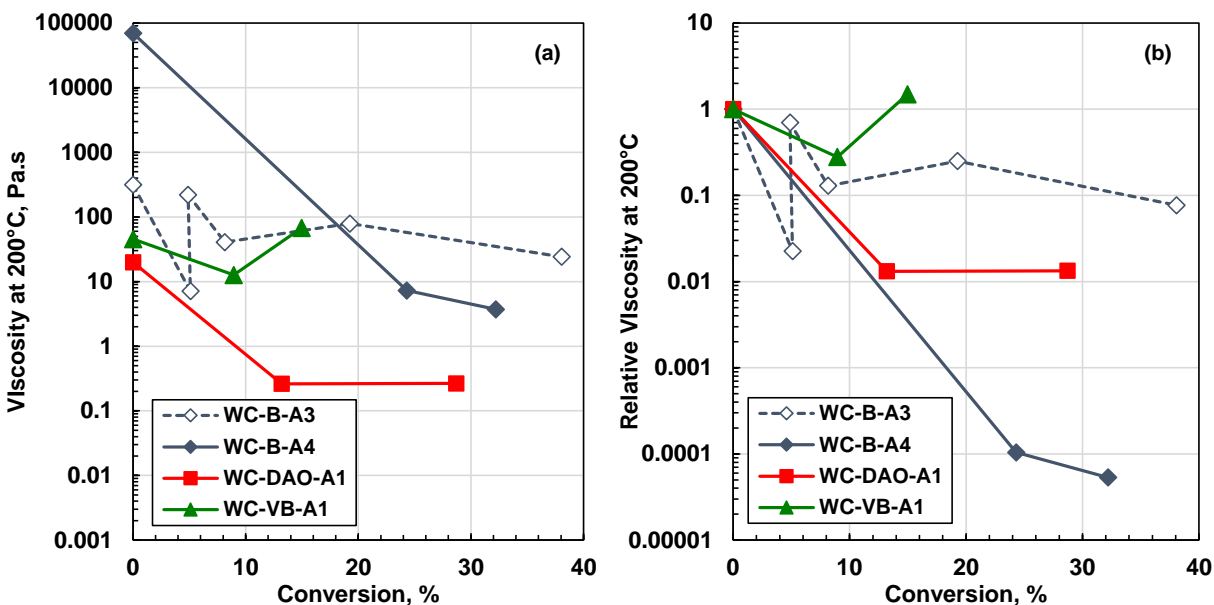 100000
10000
1000
100
10
1
0.1
0.01
0.001
VIscosity at 200°C, Pa.s
(a)
WC-B-A3
WC-B-A4
WC-DAO-A1
WC-VB-A1
0 10 20 30 40
Conversion, %
10
1
0.1
0.01
0.001
0.0001
0.00001
Relative VIscosity at 200°C
(b)
WC-B-A3
WC-B-A4
WC-DAO-A1
WC-VB-A1
0 10 20 30 40
Conversion, %